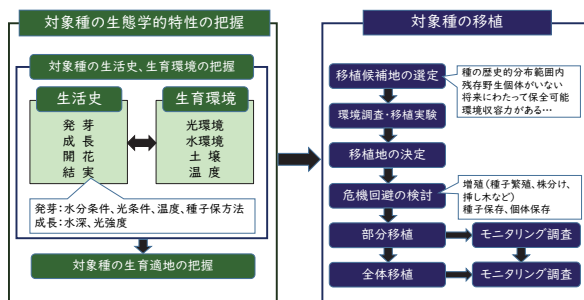 対象種の生態学的特性の把握
対象種の生活史、生育環境の把握
生活史
発芽
成長
開花
結実
生育環境
光環境
水環境
土壌
温度
発芽：水分条件、光条件、温度、種子保方法
成長：水深、光強度
対象種の生育適地の把握
対象種の移植
移植候補地の選定
種の歴史的分布範囲内
残存野生個体がいない
将来にわたって保全可能
環境収容力がある…
環境調査・移植実験
移植地の決定
危機回避の検討
増殖（種子繁殖、株分け、
挿し木など）
種子保存、個体保存
部分移植
モニタリング調査
全体移植
モニタリング調査